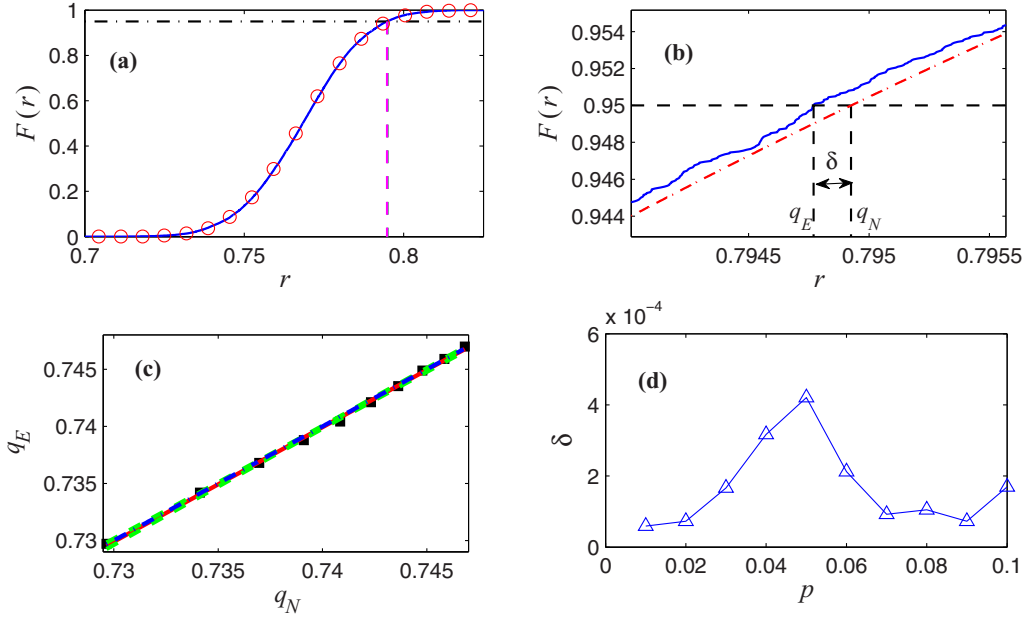 (a)
F(r)
1
0.8
0.6
0.4
0.2
0
0.7
0.75
0.8
r
(b)
F(r)
0.954
0.952
0.95
0.948
0.946
0.944
δ
q_E
q_N
0.7945
0.795
0.7955
r
(c)
q_E
0.745
0.74
0.735
0.73
0.73
0.735
0.74
0.745
q_N
x 10⁻⁴
(d)
δ
6
4
2
0
0
0.02
0.04
0.06
0.08
0.1
p